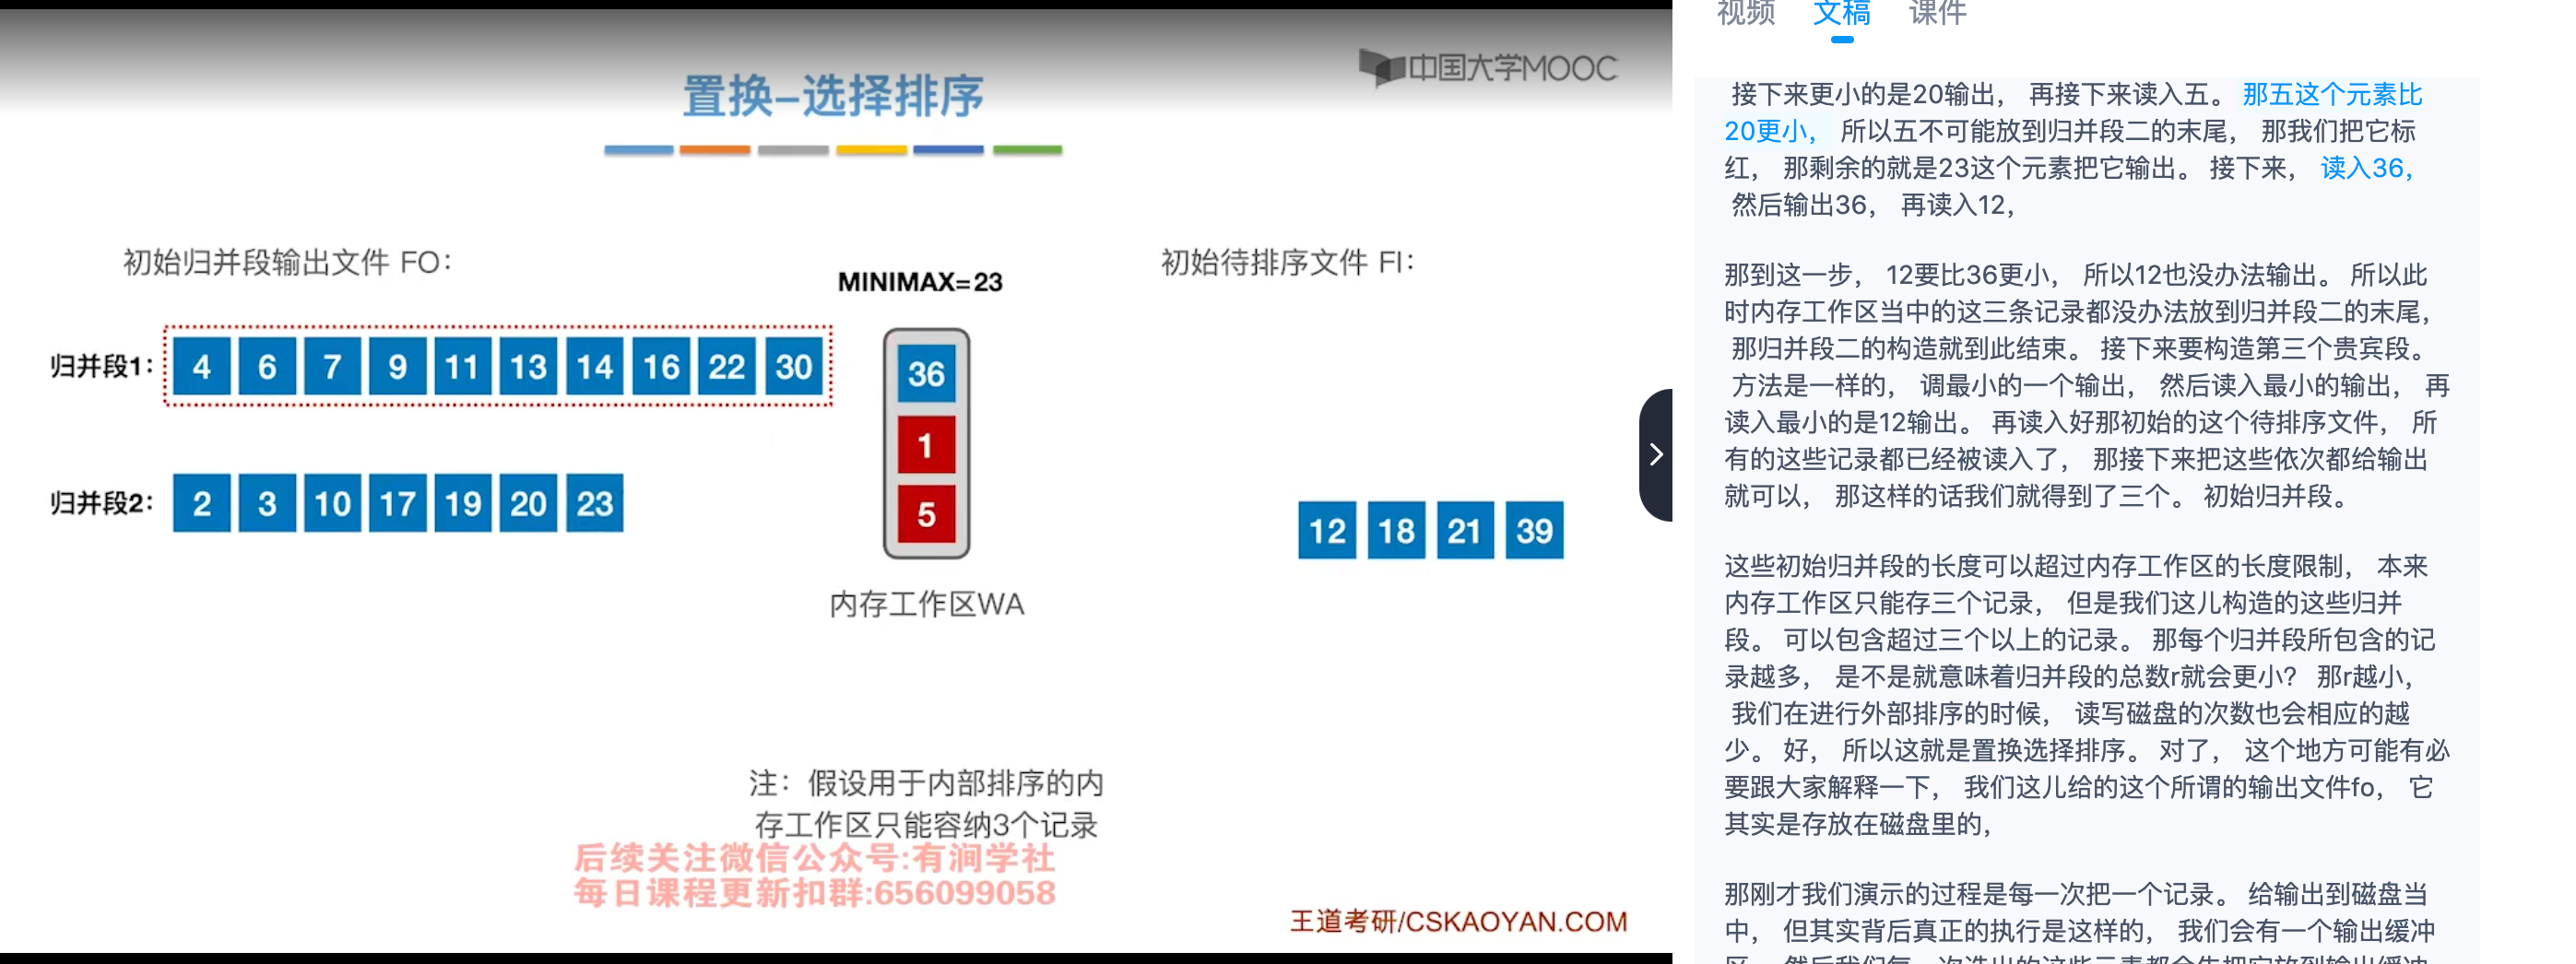 中国大学MOOC
置换–选择排序
初始归并段输出文件 FO：
初始待排序文件 FI：
MINIMAX=23
归并段1：
4 6 7 9 11 13 14 16 22 30
36
1
5
归并段2：
2 3 10 17 19 20 23
12 18 21 39
内存工作区WA
注：假设用于内部排序的内
存工作区只能容纳3个记录
后续关注微信公众号:有涧学社
每日课程更新扣群:656099058
王道考研/CSKAOYAN.COM
视频 文稿 课件
接下来更小的是20输出， 再接下来读入五。 那五这个元素比
20更小， 所以五不可能放到归并段二的末尾， 那我们把它标
红， 那剩余的就是23这个元素把它输出。 接下来， 读入36，
然后输出36， 再读入12，
那到这一步， 12要比36更小， 所以12也没办法输出。 所以此
时内存工作区当中的这三条记录都没办法放到归并段二的末尾，
那归并段二的构造就到此结束。 接下来要构造第三个贵宾段。
方法是一样的， 调最小的一个输出， 然后读入最小的输出， 再
读入最小的是12输出。 再读入好那初始的这个待排序文件， 所
有的这些记录都已经被读入了， 那接下来把这些依次都给输出
就可以， 那这样的话我们就得到了三个。 初始归并段。
这些初始归并段的长度可以超过内存工作区的长度限制， 本来
内存工作区只能存三个记录， 但是我们这儿构造的这些归并
段。 可以包含超过三个以上的记录。 那每个归并段所包含的记
录越多， 是不是就意味着归并段的总数r就会更小？ 那r越小，
我们在进行外部排序的时候， 读写磁盘的次数也会相应的越
少。 好， 所以这就是置换选择排序。 对了， 这个地方可能有必
要跟大家解释一下， 我们这儿给的这个所谓的输出文件fo， 它
其实是存放在磁盘里的，
那刚才我们演示的过程是每一次把一个记录。 给输出到磁盘当
中， 但其实背后真正的执行是这样的， 我们会有一个输出缓冲